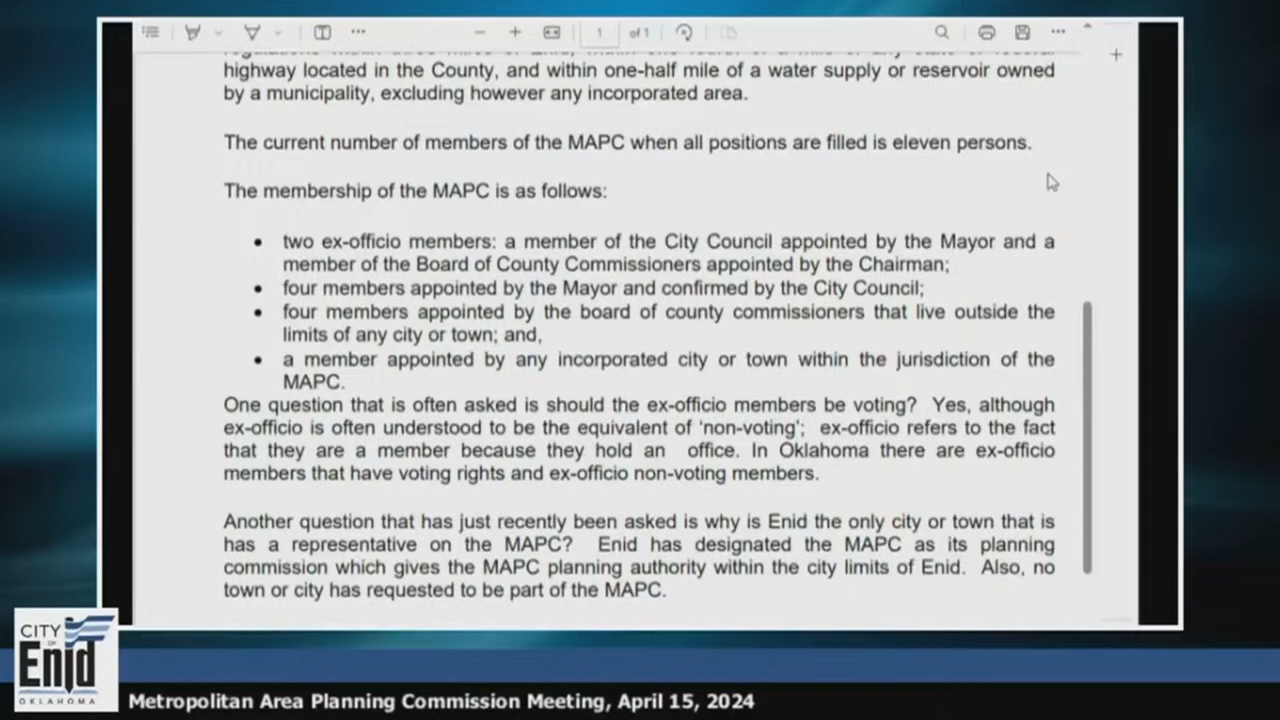 1 of 1
highway located in the County, and within one-half mile of a water supply or reservoir owned
by a municipality, excluding however any incorporated area.
The current number of members of the MAPC when all positions are filled is eleven persons.
The membership of the MAPC is as follows:
• two ex-officio members: a member of the City Council appointed by the Mayor and a
member of the Board of County Commissioners appointed by the Chairman;
• four members appointed by the Mayor and confirmed by the City Council;
• four members appointed by the board of county commissioners that live outside the
limits of any city or town; and,
• a member appointed by any incorporated city or town within the jurisdiction of the
MAPC.
One question that is often asked is should the ex-officio members be voting? Yes, although
ex-officio is often understood to be the equivalent of ‘non-voting’; ex-officio refers to the fact
that they are a member because they hold an office. In Oklahoma there are ex-officio
members that have voting rights and ex-officio non-voting members.
Another question that has just recently been asked is why is Enid the only city or town that is
has a representative on the MAPC? Enid has designated the MAPC as its planning
commission which gives the MAPC planning authority within the city limits of Enid. Also, no
town or city has requested to be part of the MAPC.
CITY
OF
Enid
OKLAHOMA
Metropolitan Area Planning Commission Meeting, April 15, 2024